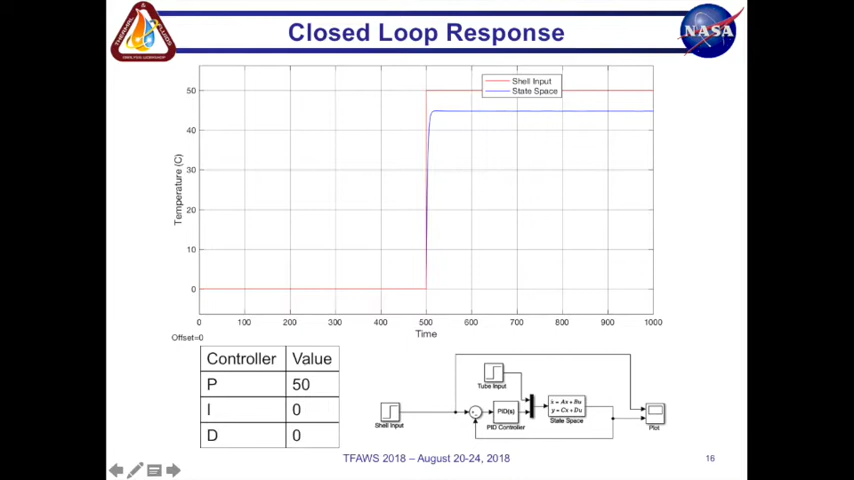 Closed Loop Response
NASA
Shell Input
State Space
50
40
30
20
10
0
Temperature (C)
0 100 200 300 400 500 600 700 800 900 1000
Time
Offset=0
Controller Value
P 50
I 0
D 0
Tube Input
Shell Input
PID(s)
PID Controller
ẋ = Ax+Bu
y = Cx+Du
State Space
Plot
TFAWS 2018 – August 20-24, 2018
16